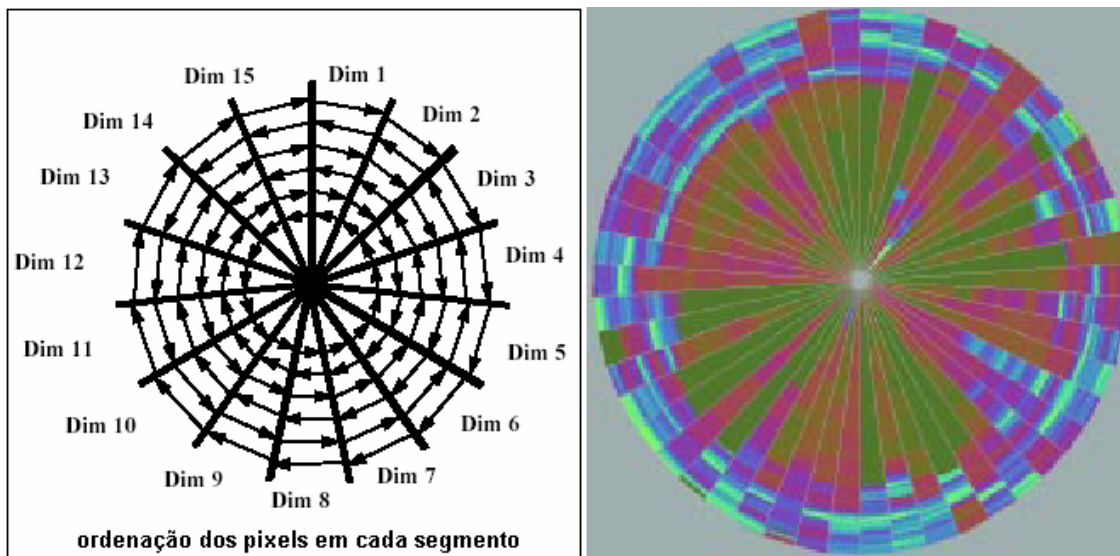 Dim 1
Dim 2
Dim 3
Dim 4
Dim 5
Dim 6
Dim 7
Dim 8
Dim 9
Dim 10
Dim 11
Dim 12
Dim 13
Dim 14
Dim 15
ordenação dos pixels em cada segmento